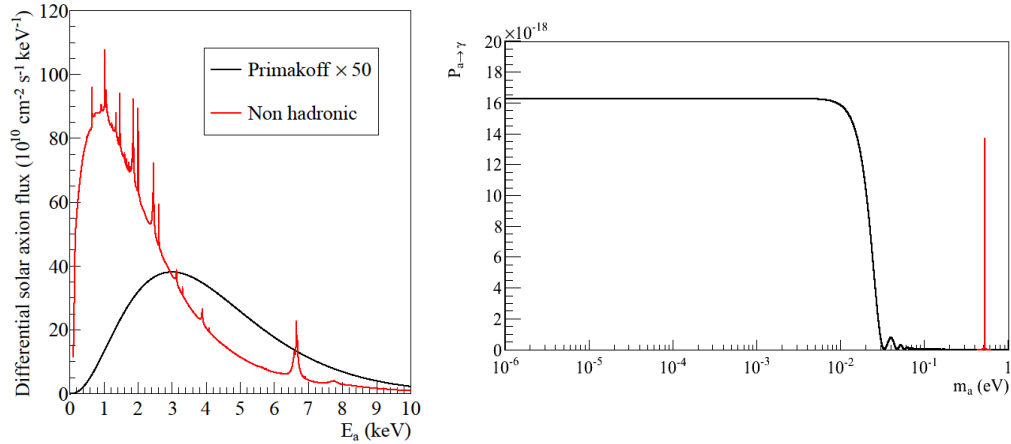 Differential solar axion flux (10¹⁰ cm⁻² s⁻¹ keV⁻¹)
120
100
80
60
40
20
0
Primakoff × 50
Non hadronic
0 1 2 3 4 5 6 7 8 9 10
Eₐ (keV)
×10⁻¹⁸
Pₐ→γ
20
18
16
14
12
10
8
6
4
2
0
10⁻⁶ 10⁻⁵ 10⁻⁴ 10⁻³ 10⁻² 10⁻¹ 1
mₐ (eV)